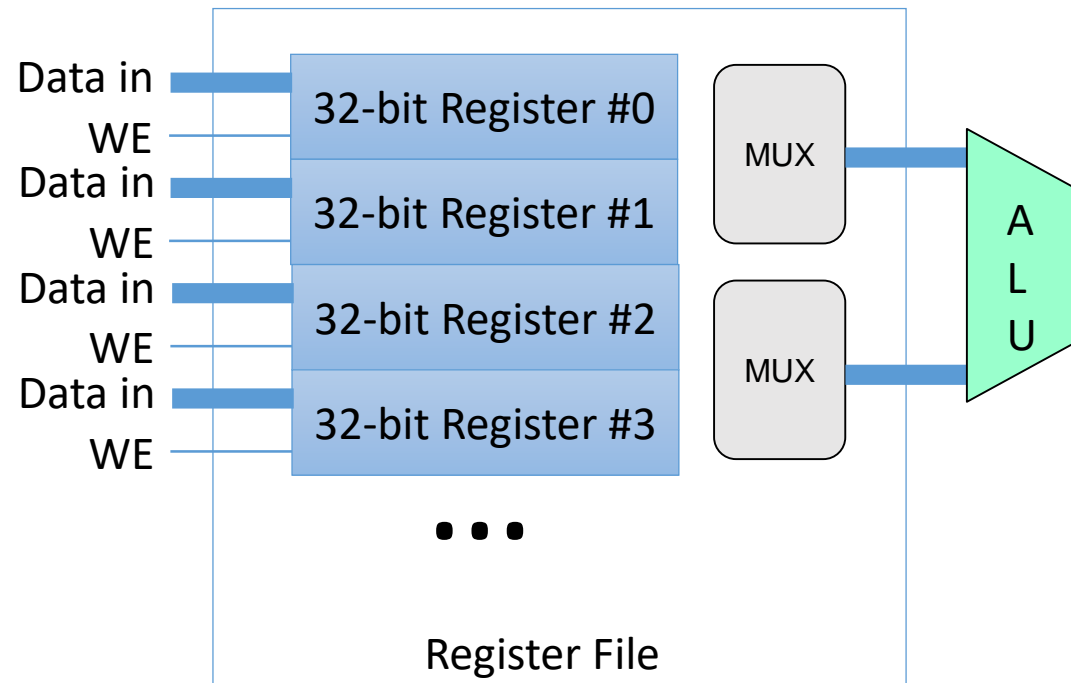 Data in
WE
Data in
WE
Data in
WE
Data in
WE
32-bit Register #0
32-bit Register #1
32-bit Register #2
32-bit Register #3
...
MUX
MUX
A
L
U
Register File